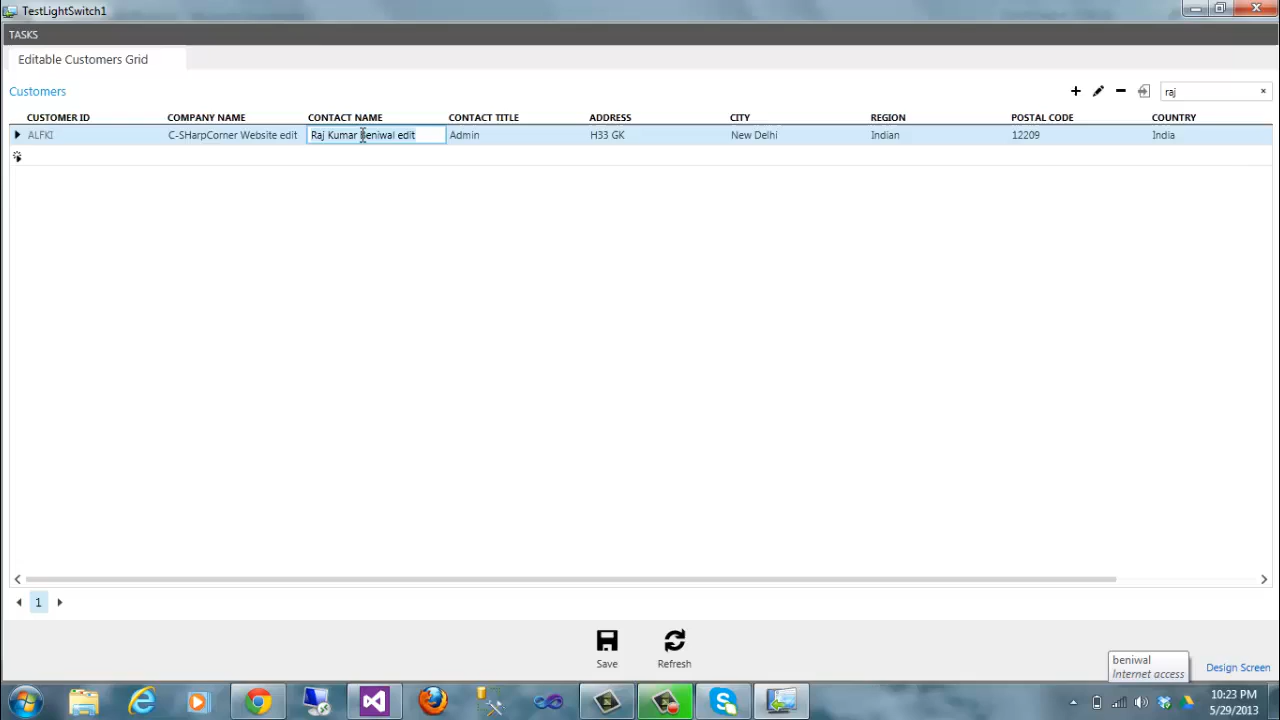 TestLightSwitch1
TASKS
Editable Customers Grid
Customers
raj
CUSTOMER ID COMPANY NAME CONTACT NAME CONTACT TITLE ADDRESS CITY REGION POSTAL CODE COUNTRY
ALFKI C-SHarpCorner Website edit Raj Kumar beniwal edit Admin H33 GK New Delhi Indian 12209 India
1
Save Refresh
beniwal
Internet access
Design Screen
10:23 PM
5/29/2013